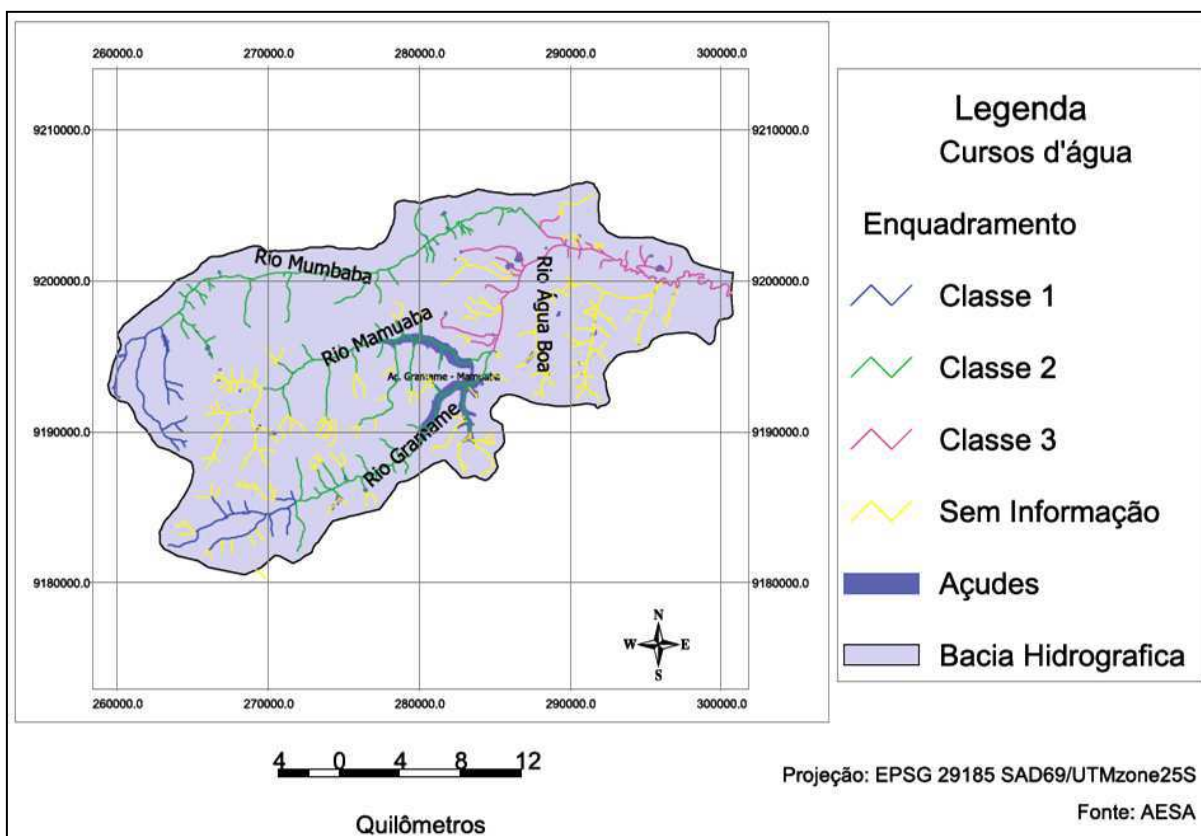 260000.0 270000.0 280000.0 290000.0 300000.0
9210000.0 9210000.0
9200000.0 9200000.0
9190000.0 9190000.0
9180000.0 9180000.0
Rio Mumbaba
Rio Água Boa
Rio Mamuaba
Ac. Gramame - Mamuaba
Rio Gramame
N
W E
S
260000.0 270000.0 280000.0 290000.0 300000.0
Legenda
Cursos d'água
Enquadramento
Classe 1
Classe 2
Classe 3
Sem Informação
Açudes
Bacia Hidrografica
4 0 4 8 12
Quilômetros
Projeção: EPSG 29185 SAD69/UTMzone25S
Fonte: AESA